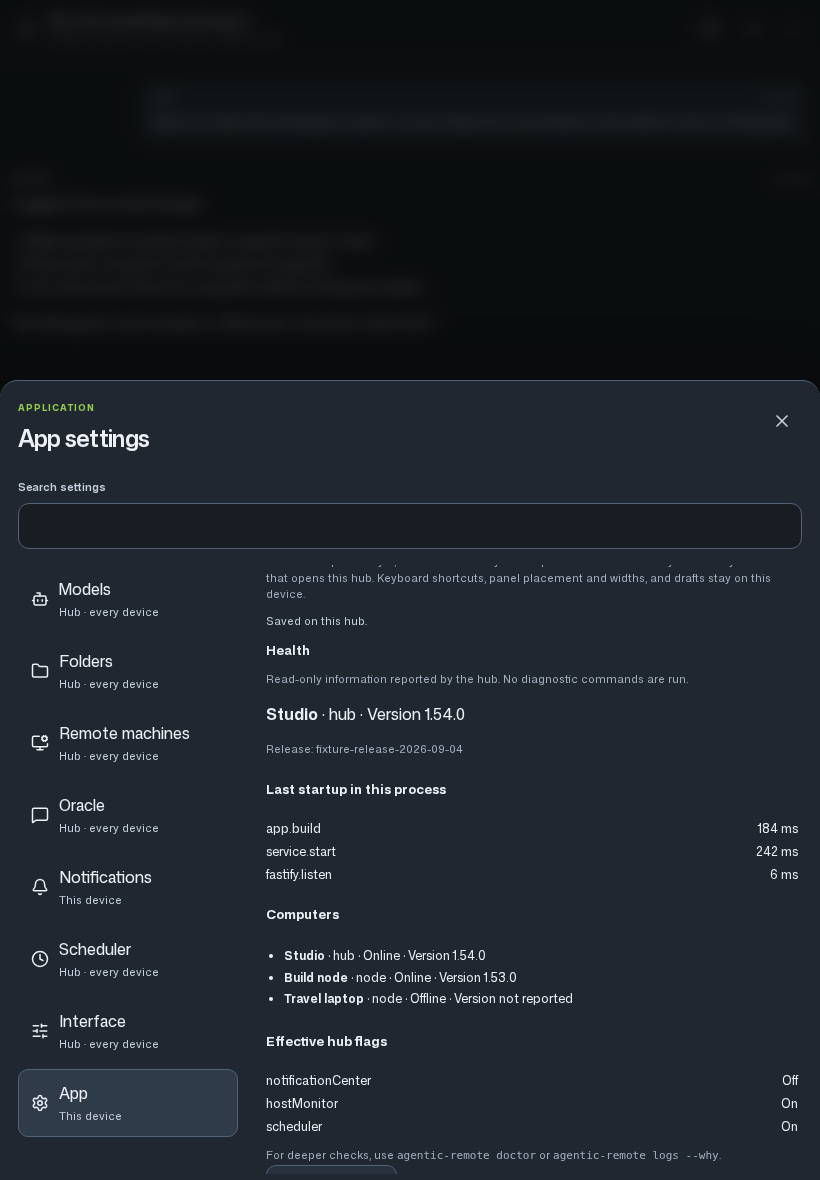 APPLICATION
App settings
Search settings
Models
Hub · every device
Folders
Hub · every device
Remote machines
Hub · every device
Oracle
Hub · every device
Notifications
This device
Scheduler
Hub · every device
Interface
Hub · every device
App
This device
that opens this hub. Keyboard shortcuts, panel placement and widths, and drafts stay on this
device.
Saved on this hub.
Health
Read-only information reported by the hub. No diagnostic commands are run.
Studio · hub · Version 1.54.0
Release: fixture-release-2026-09-04
Last startup in this process
app.build 184 ms
service.start 242 ms
fastify.listen 6 ms
Computers
• Studio · hub · Online · Version 1.54.0
• Build node · node · Online · Version 1.53.0
• Travel laptop · node · Offline · Version not reported
Effective hub flags
notificationCenter Off
hostMonitor On
scheduler On
For deeper checks, use agentic-remote doctor or agentic-remote logs --why.